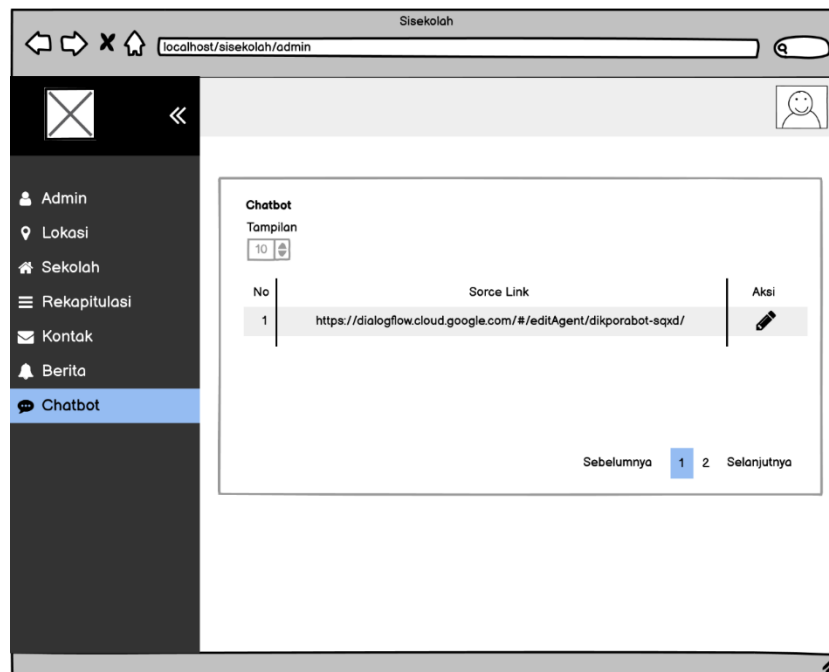 Sisekolah
localhost/sisekolah/admin
Admin
Lokasi
Sekolah
Rekapitulasi
Kontak
Berita
Chatbot
Chatbot
Tampilan
10
No Sorce Link Aksi
1 https://dialogflow.cloud.google.com/#/editAgent/dikporabot-sqxd/
Sebelumnya 1 2 Selanjutnya